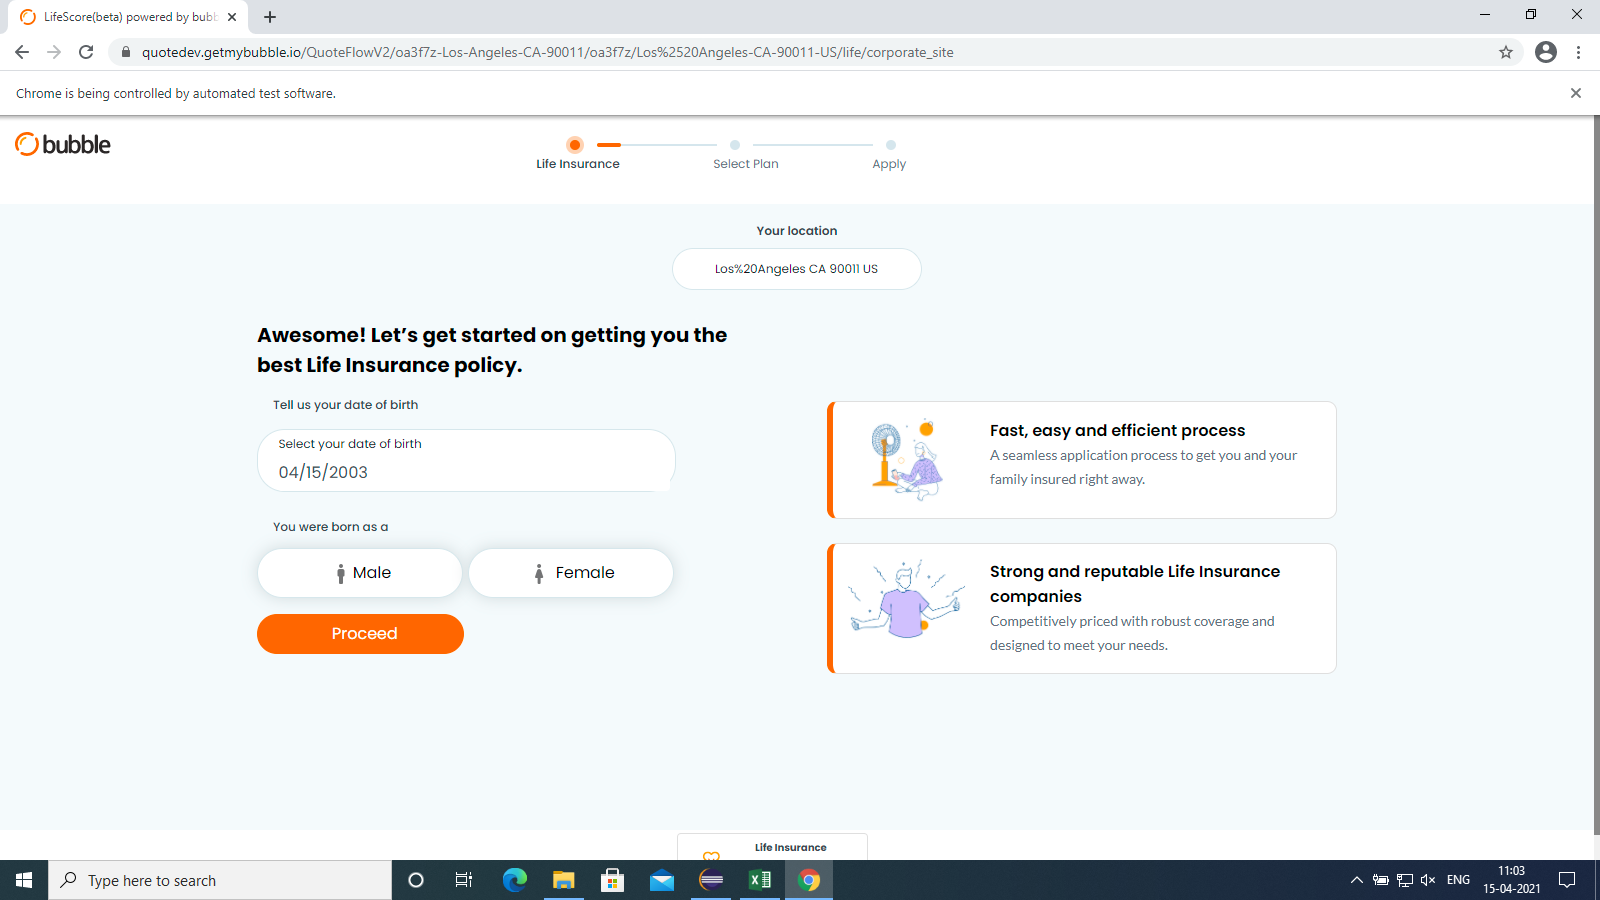 LifeScore(beta) powered by bubb
quotedev.getmybubble.io/QuoteFlowV2/oa3f7z-Los-Angeles-CA-90011/oa3f7z/Los%2520Angeles-CA-90011-US/life/corporate_site
Chrome is being controlled by automated test software.
bubble
Life Insurance
Select Plan
Apply
Your location
Los%20Angeles CA 90011 US
Awesome! Let’s get started on getting you the
best Life Insurance policy.
Tell us your date of birth
Select your date of birth
04/15/2003
You were born as a
Male
Female
Proceed
Fast, easy and efficient process
A seamless application process to get you and your
family insured right away.
Strong and reputable Life Insurance
companies
Competitively priced with robust coverage and
designed to meet your needs.
Life Insurance
Type here to search
ENG
11:03
15-04-2021